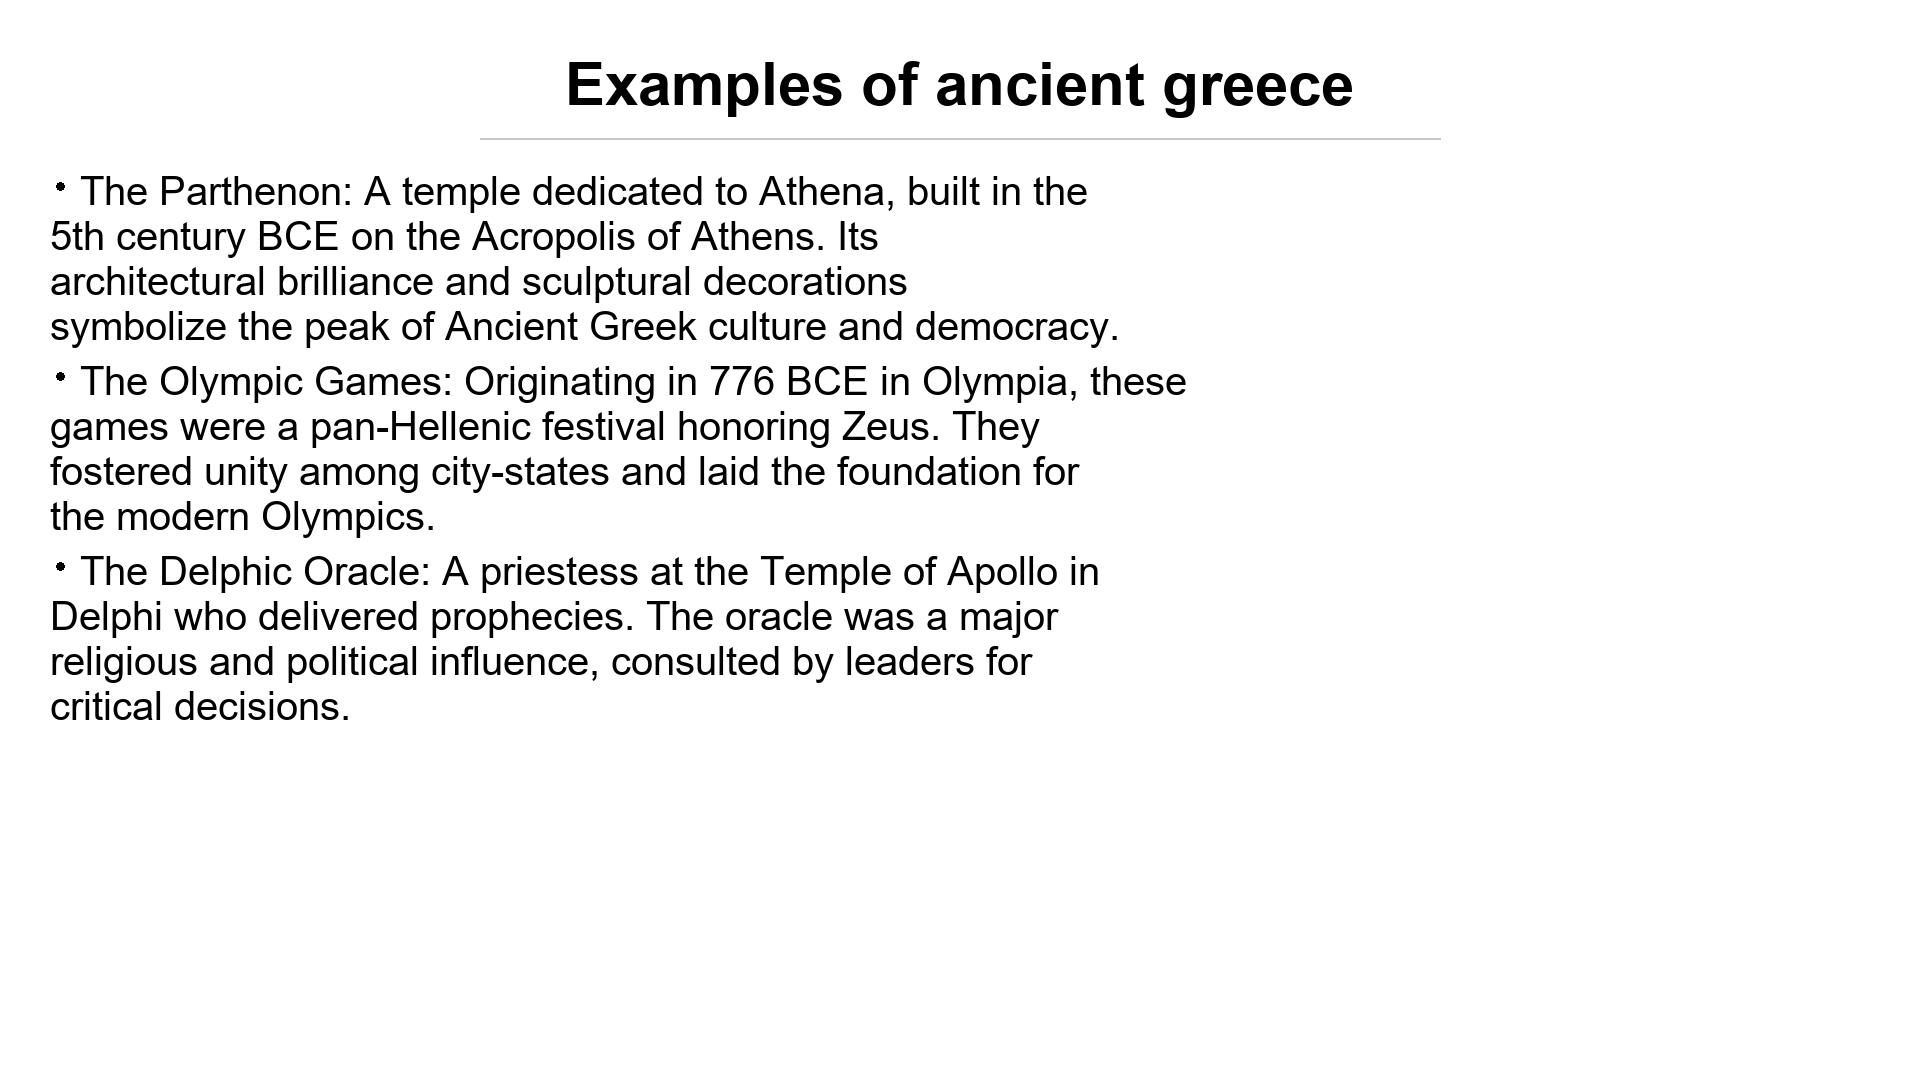 Examples of ancient greece
• The Parthenon: A temple dedicated to Athena, built in the
5th century BCE on the Acropolis of Athens. Its
architectural brilliance and sculptural decorations
symbolize the peak of Ancient Greek culture and democracy.
• The Olympic Games: Originating in 776 BCE in Olympia, these
games were a pan-Hellenic festival honoring Zeus. They
fostered unity among city-states and laid the foundation for
the modern Olympics.
• The Delphic Oracle: A priestess at the Temple of Apollo in
Delphi who delivered prophecies. The oracle was a major
religious and political influence, consulted by leaders for
critical decisions.